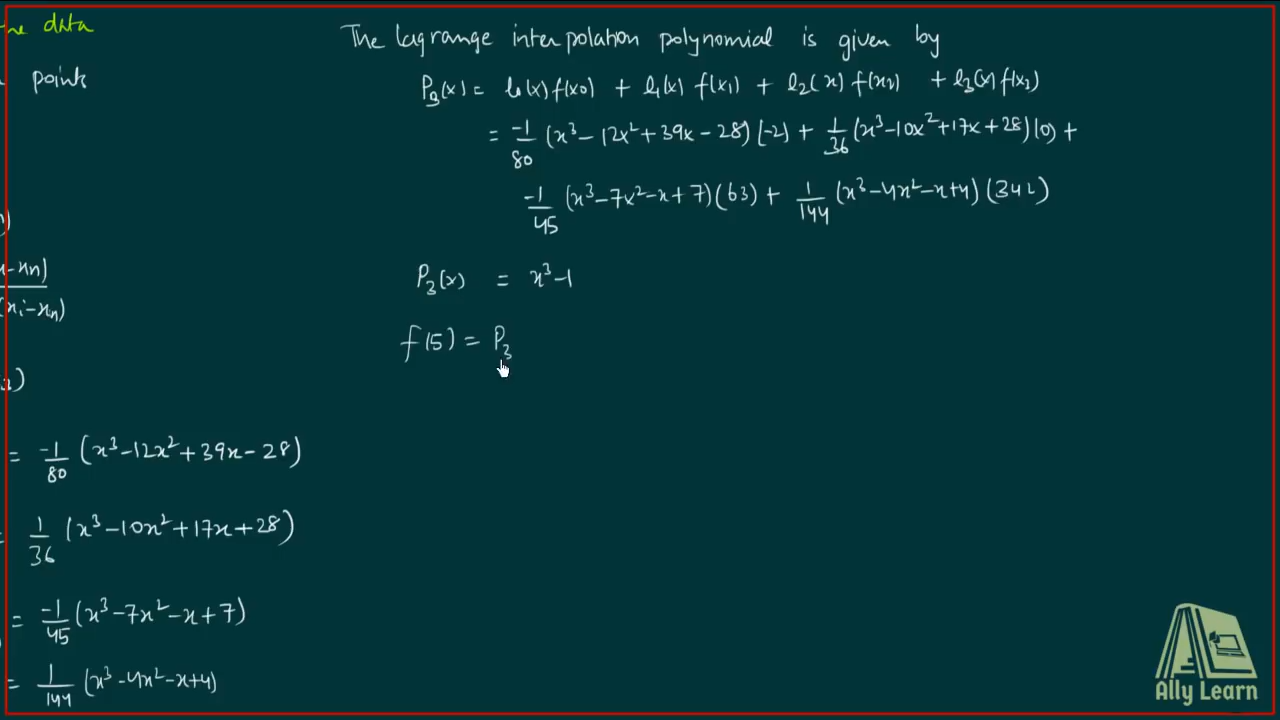 The lagrange interpolation polynomial is given by
P₃(x) = l₀(x) f(x₀) + l₁(x) f(x₁) + l₂(x) f(x₂) + l₃(x) f(x₃)
= -1/80 (x³ - 12x² + 39x - 28) (-2) + 1/36 (x³ - 10x² + 17x + 28) (0) +
-1/45 (x³ - 7x² - x + 7) (63) + 1/144 (x³ - 4x² - x + 4) (342)
P₃(x) = x³ - 1
f(5) = P₃
data
points
x - xₙ)
(xᵢ - xₙ)
= -1/80 (x³ - 12x² + 39x - 28)
= 1/36 (x³ - 10x² + 17x + 28)
= -1/45 (x³ - 7x² - x + 7)
= 1/144 (x³ - 4x² - x + 4)
Ally Learn